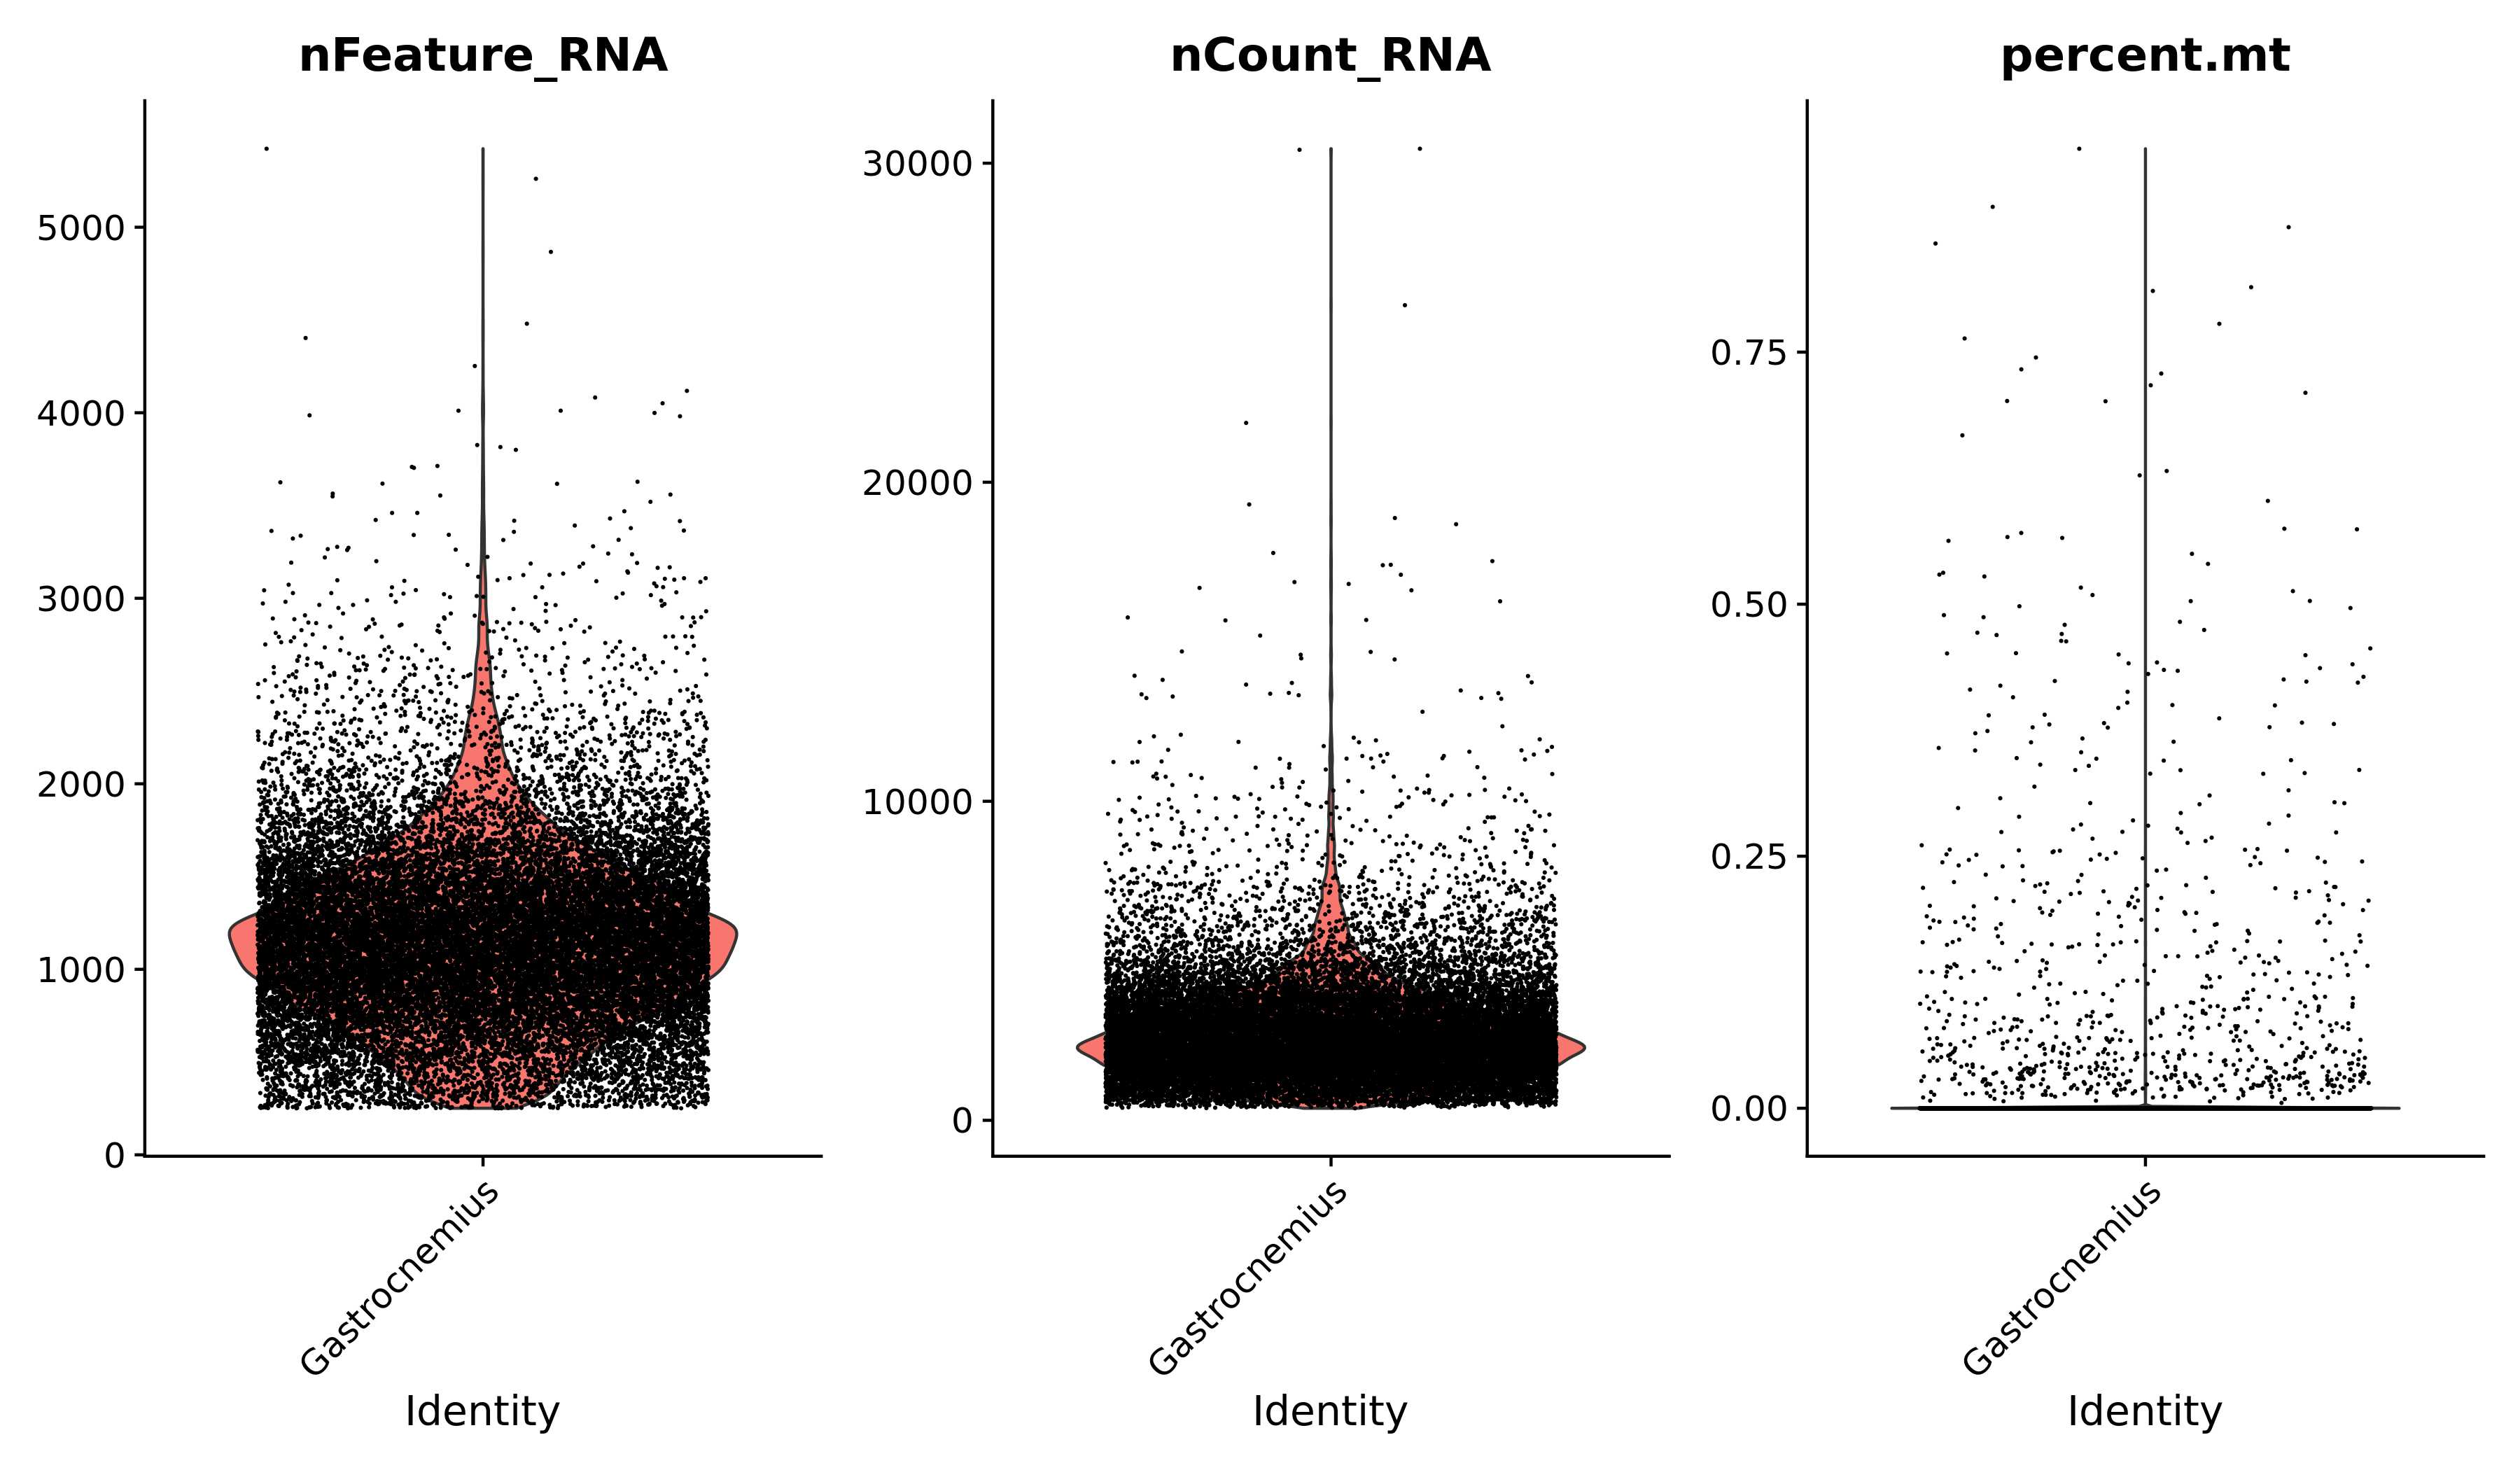 nFeature_RNA
5000
4000
3000
2000
1000
0
Gastrocnemius
Identity
nCount_RNA
30000
20000
10000
0
Gastrocnemius
Identity
percent.mt
0.75
0.50
0.25
0.00
Gastrocnemius
Identity